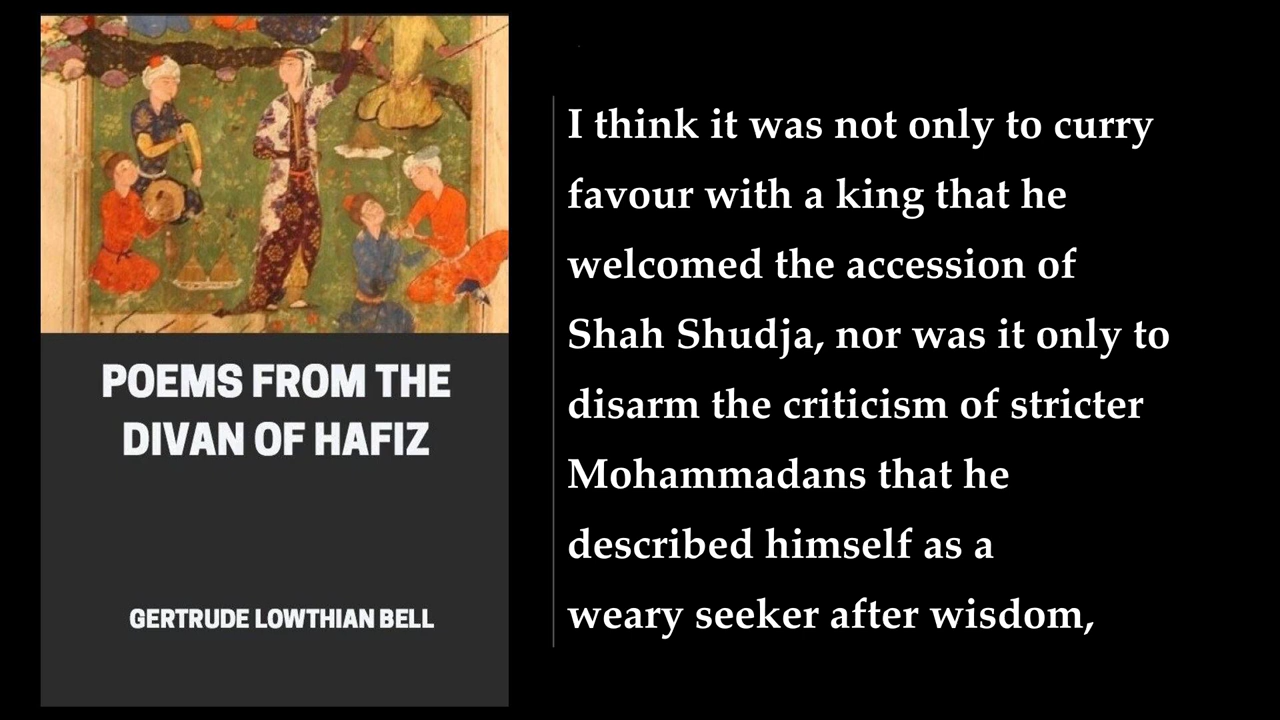 POEMS FROM THE
DIVAN OF HAFIZ
GERTRUDE LOWTHIAN BELL
I think it was not only to curry
favour with a king that he
welcomed the accession of
Shah Shudja, nor was it only to
disarm the criticism of stricter
Mohammadans that he
described himself as a
weary seeker after wisdom,